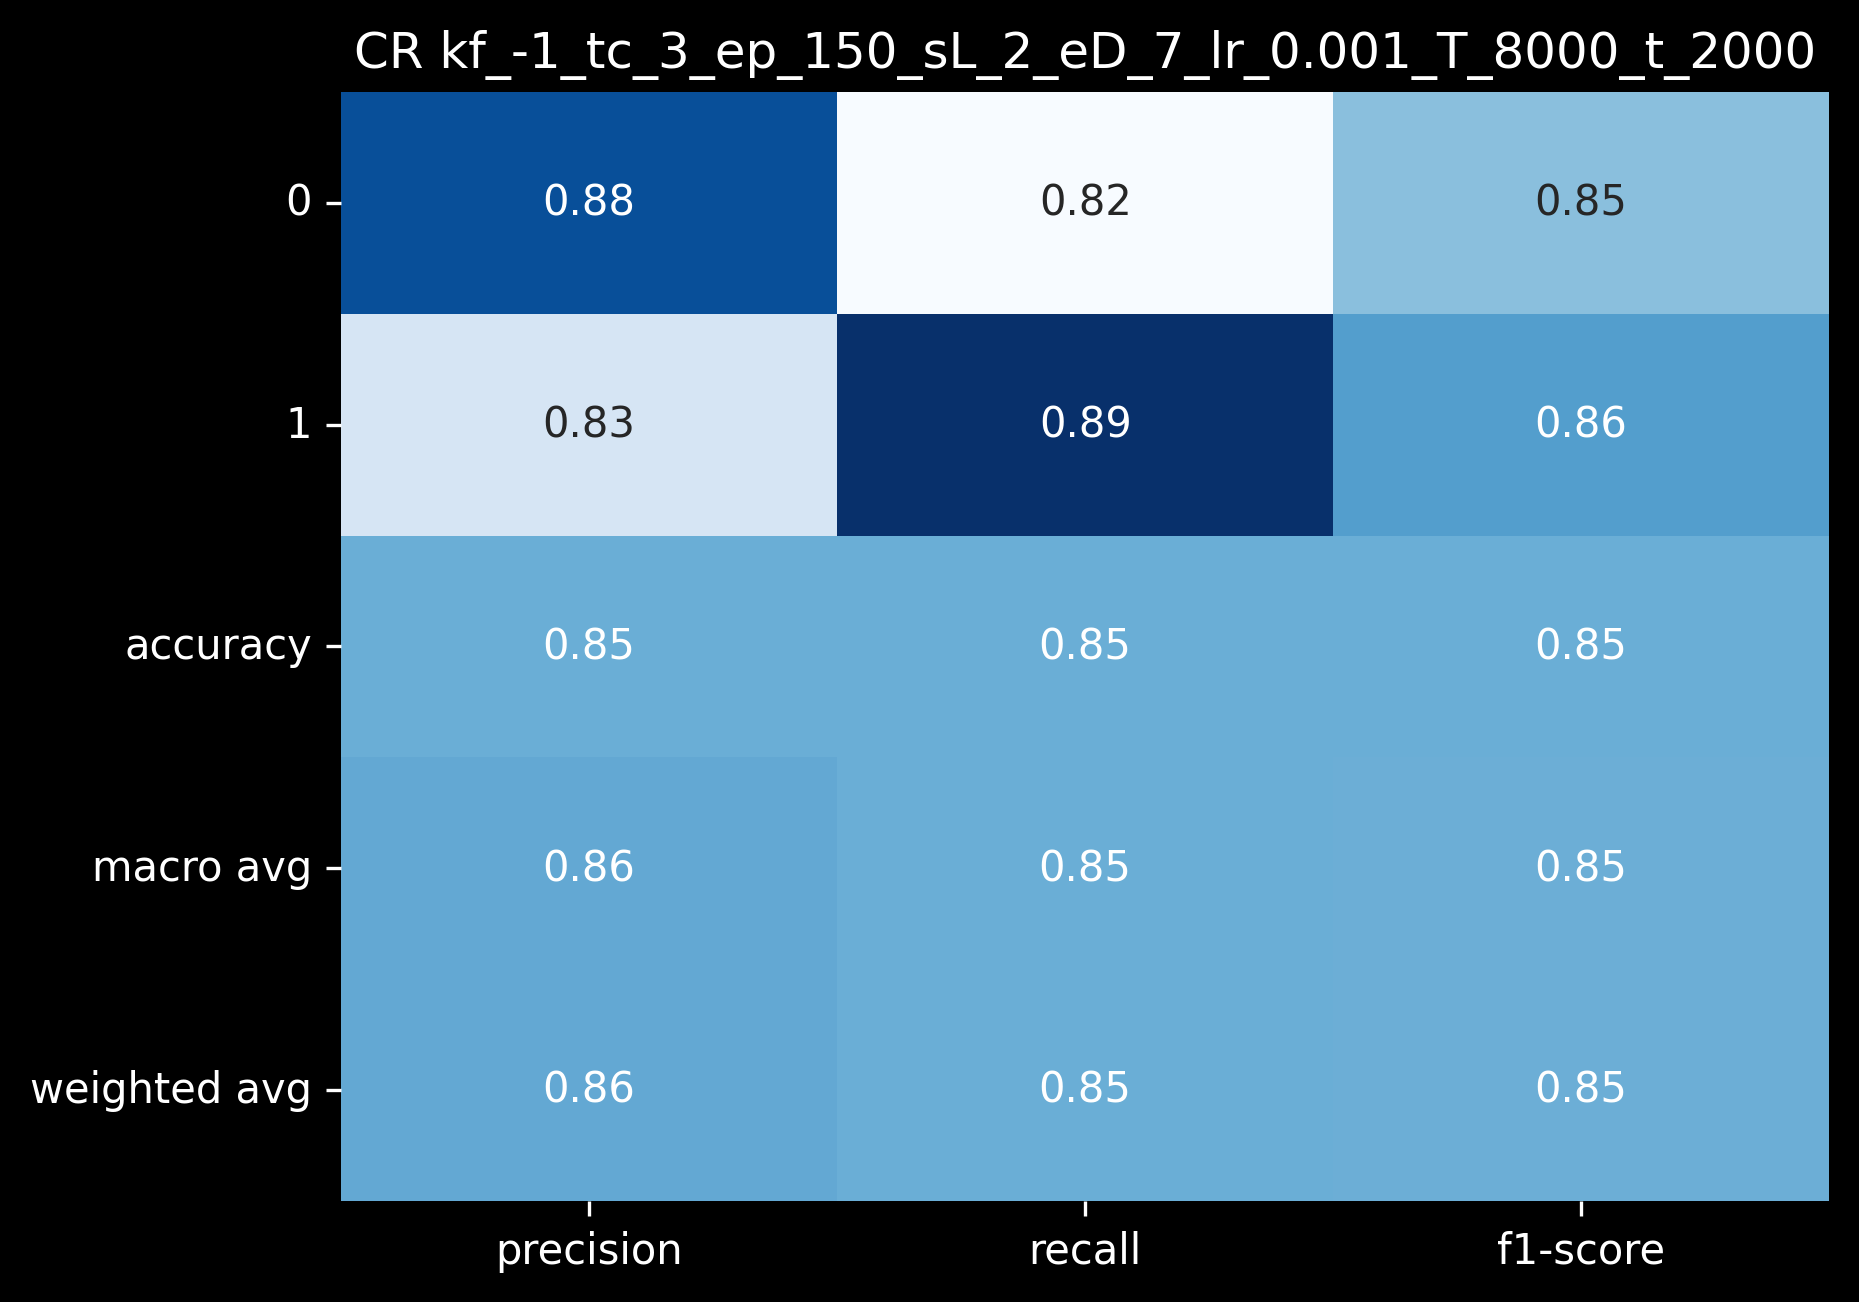 CR kf_-1_tc_3_ep_150_sL_2_eD_7_lr_0.001_T_8000_t_2000
0 0.88 0.82 0.85
1 0.83 0.89 0.86
accuracy 0.85 0.85 0.85
macro avg 0.86 0.85 0.85
weighted avg 0.86 0.85 0.85
precision recall f1-score